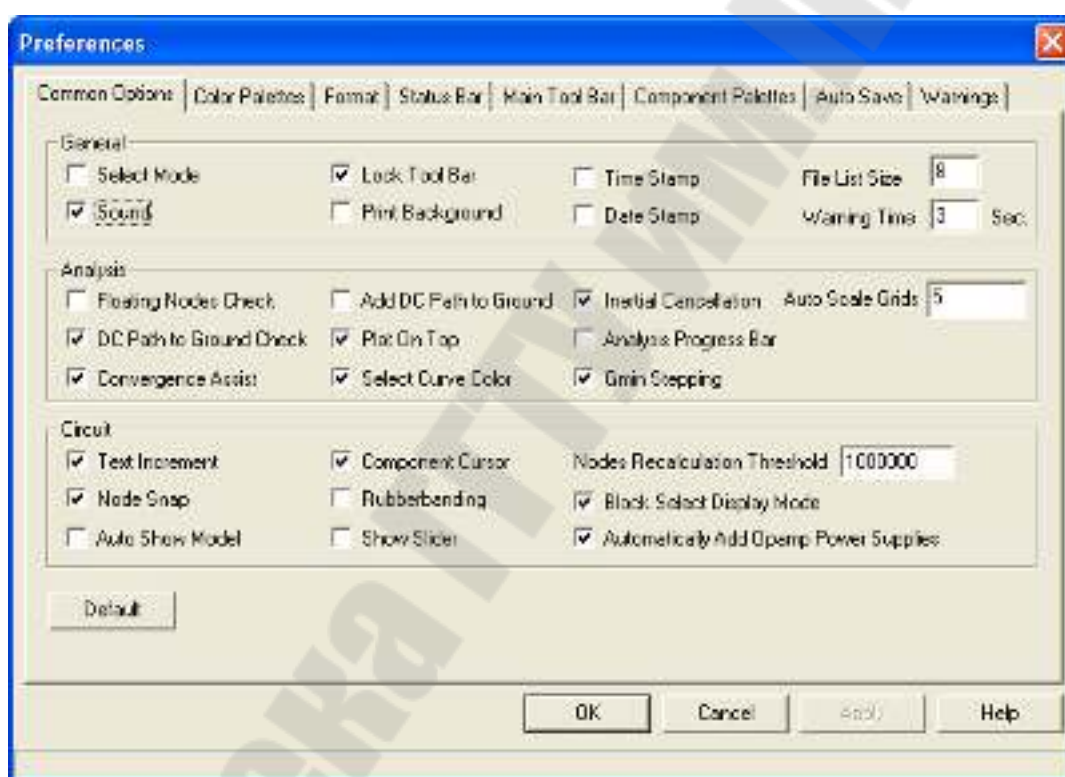 Preferences
Common Options Color Palettes Format Status Bar Main Tool Bar Component Palettes Auto Save Warnings
General
Select Mode Lock Tool Bar Time Stamp File List Size 8
Sound Print Background Date Stamp Warning Time 3 Sec.
Analysis
Floating Nodes Check Add DC Path to Ground Inertial Cancellation Auto Scale Grids 5
DC Path to Ground Check Plot On Top Analysis Progress Bar
Convergence Assist Select Curve Color Gmin Stepping
Circuit
Text Increment Component Cursor Nodes Recalculation Threshold 1000000
Node Snap Rubberbanding Block Select Display Mode
Auto Show Model Show Slider Automatically Add Opamp Power Supplies
Default
OK Cancel Apply Help